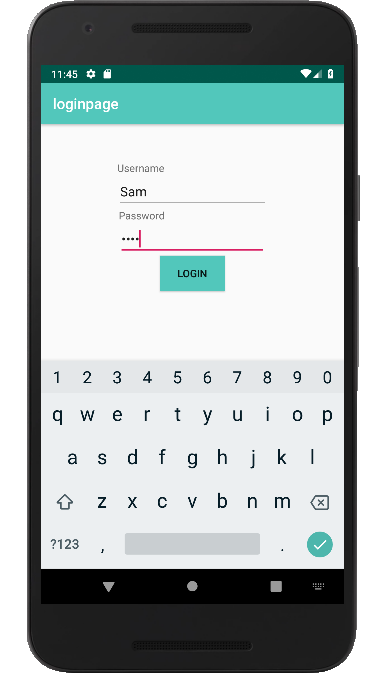 11:45
loginpage
Username
Sam
Password
••••
LOGIN
1 2 3 4 5 6 7 8 9 0
q w e r t y u i o p
a s d f g h j k l
z x c v b n m
?123 , .